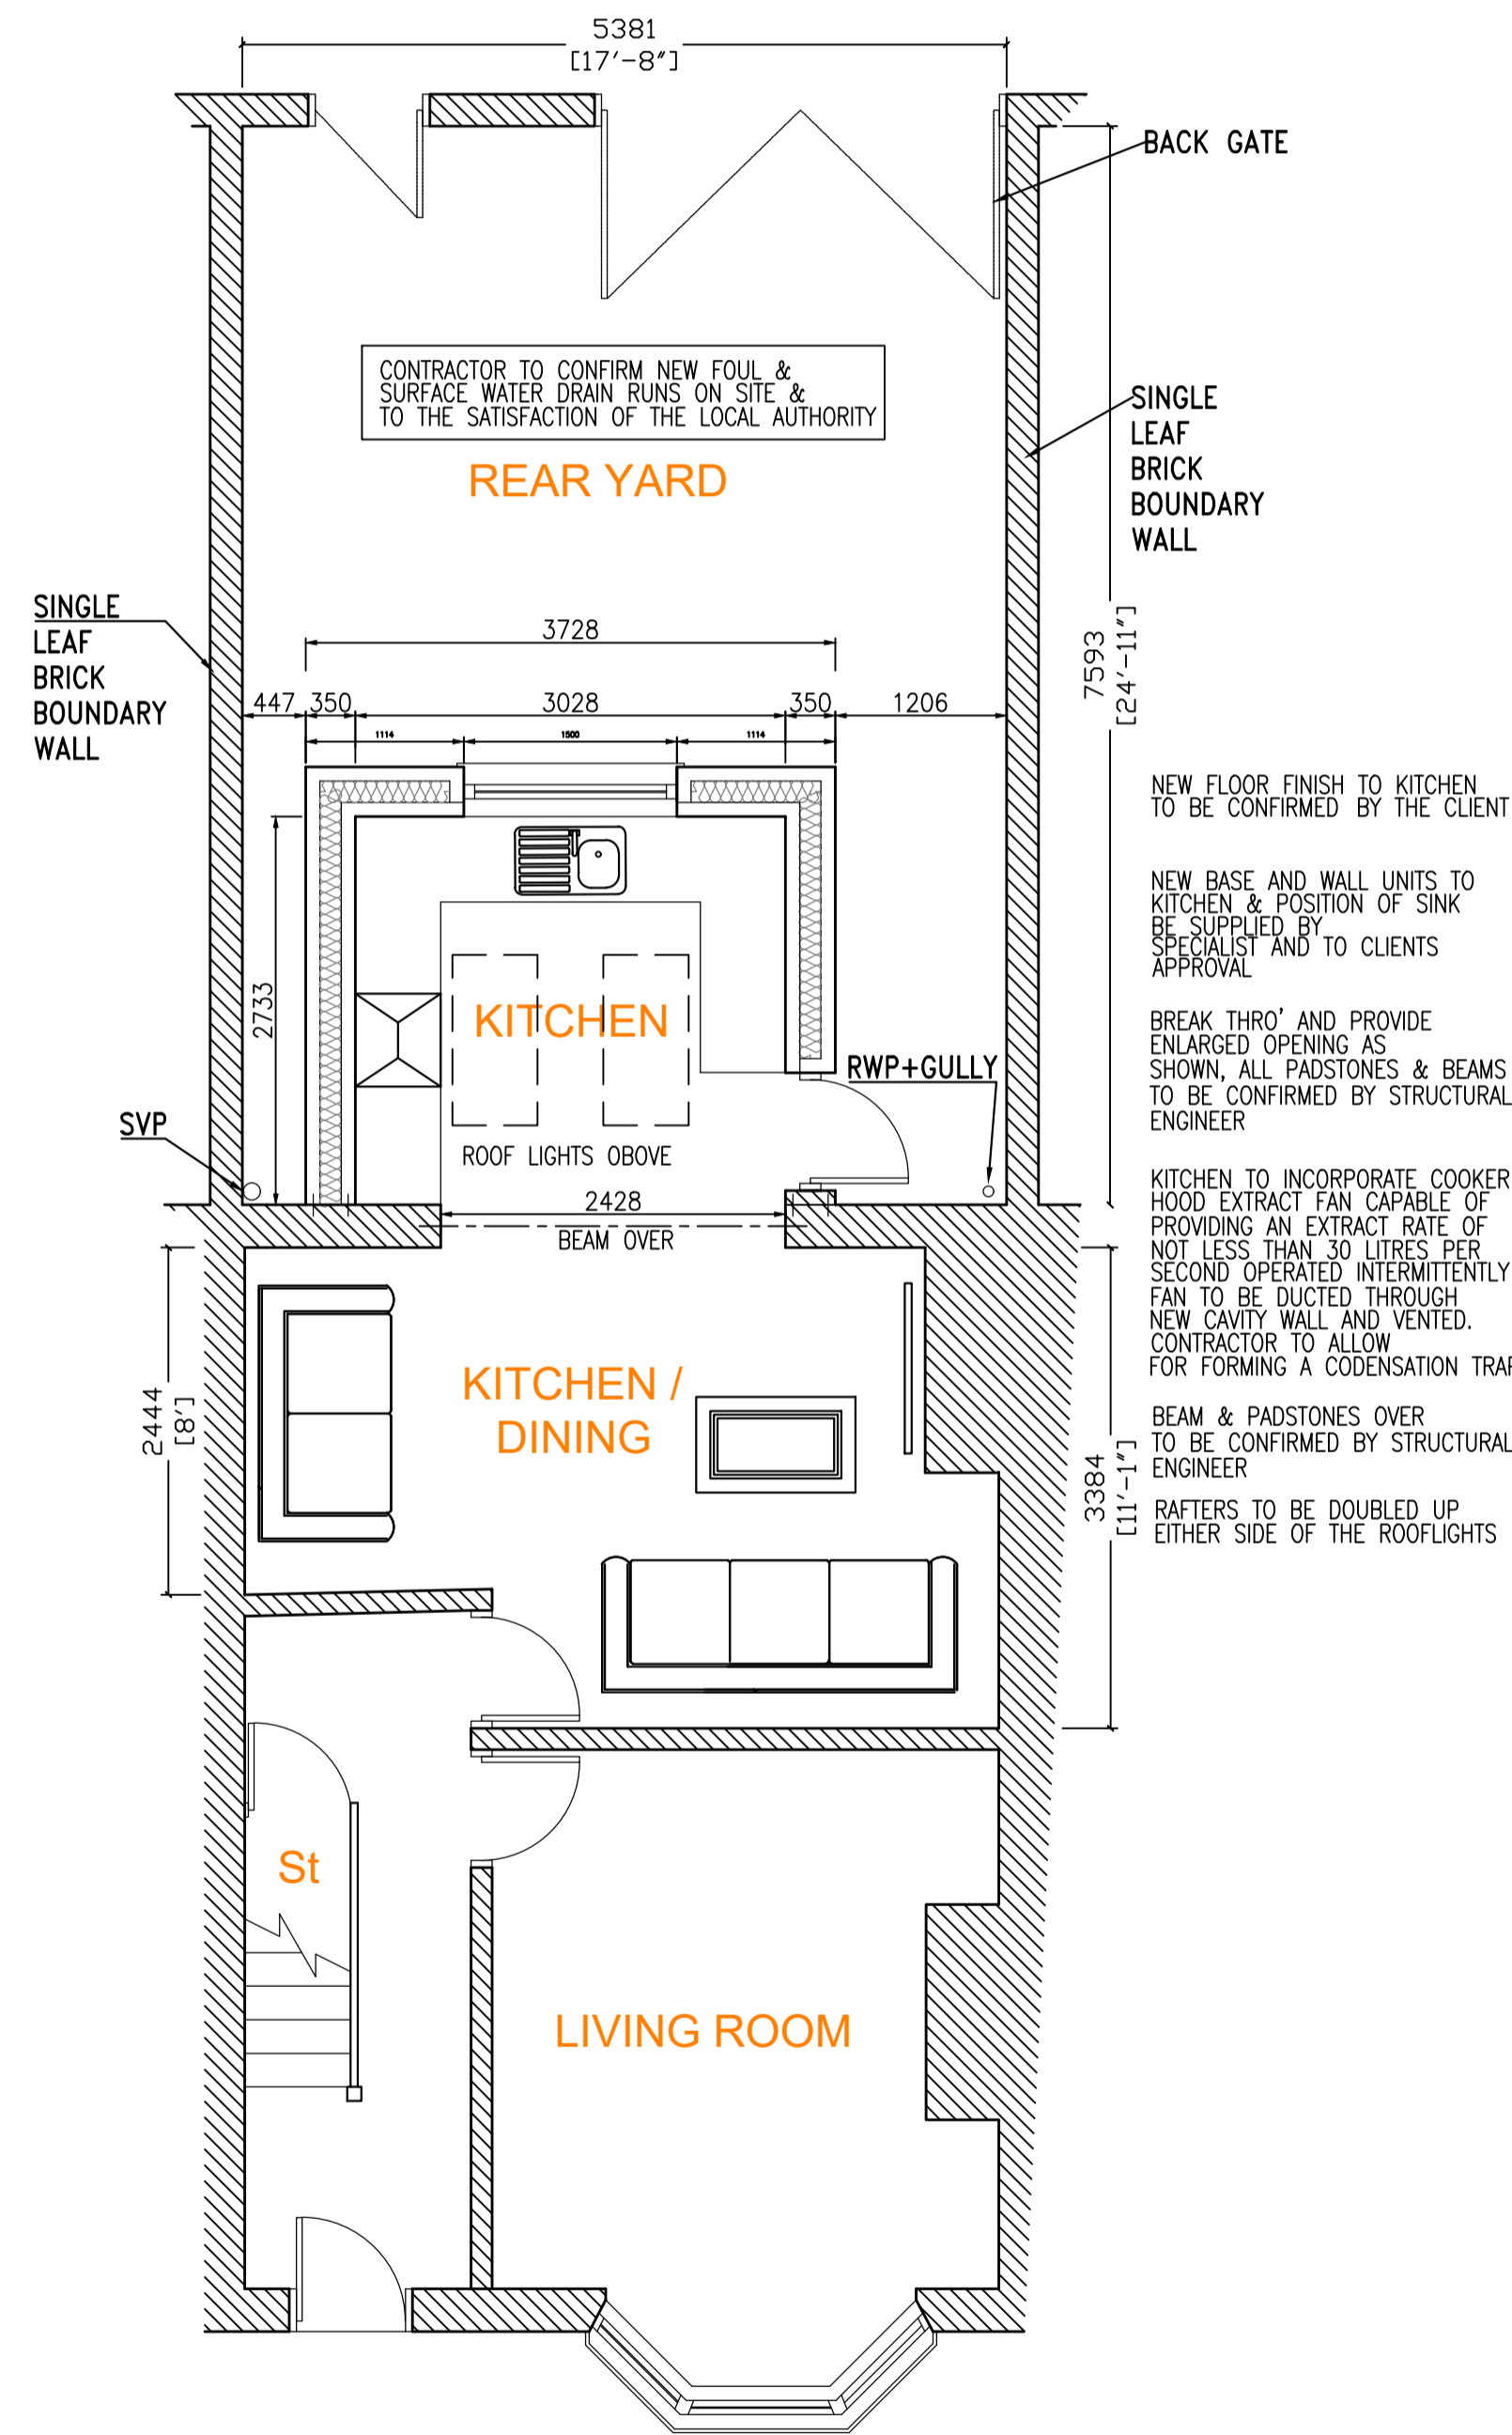 5381
[17'-8"]
BACK GATE
CONTRACTOR TO CONFIRM NEW FOUL &
SURFACE WATER DRAIN RUNS ON SITE &
TO THE SATISFACTION OF THE LOCAL AUTHORITY
REAR YARD
SINGLE
LEAF
BRICK
BOUNDARY
WALL
SINGLE
LEAF
BRICK
BOUNDARY
WALL
7593
[24'-11"]
3728
447 350 3028 350 1206
1114 1500 1114
2733
KITCHEN
RWP+GULLY
SVP
ROOF LIGHTS OBOVE
2428
BEAM OVER
NEW FLOOR FINISH TO KITCHEN
TO BE CONFIRMED BY THE CLIENT
NEW BASE AND WALL UNITS TO
KITCHEN & POSITION OF SINK
BE SUPPLIED BY
SPECIALIST AND TO CLIENTS
APPROVAL
BREAK THRO' AND PROVIDE
ENLARGED OPENING AS
SHOWN, ALL PADSTONES & BEAMS
TO BE CONFIRMED BY STRUCTURAL
ENGINEER
KITCHEN TO INCORPORATE COOKER
HOOD EXTRACT FAN CAPABLE OF
PROVIDING AN EXTRACT RATE OF
NOT LESS THAN 30 LITRES PER
SECOND OPERATED INTERMITTENTLY
FAN TO BE DUCTED THROUGH
NEW CAVITY WALL AND VENTED.
CONTRACTOR TO ALLOW
FOR FORMING A CODENSATION TRAP
BEAM & PADSTONES OVER
TO BE CONFIRMED BY STRUCTURAL
ENGINEER
RAFTERS TO BE DOUBLED UP
EITHER SIDE OF THE ROOFLIGHTS
2444
[8']
KITCHEN /
DINING
3384
[11'-1"]
St
LIVING ROOM